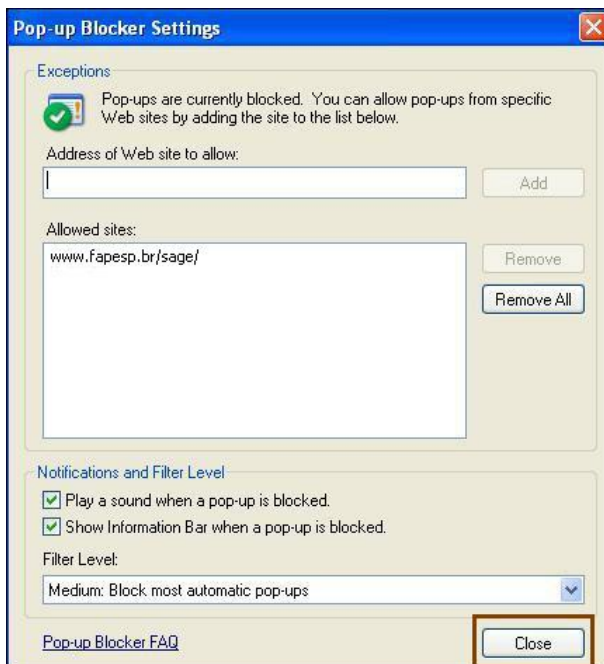 Pop-up Blocker Settings
Exceptions
Pop-ups are currently blocked. You can allow pop-ups from specific
Web sites by adding the site to the list below.
Address of Web site to allow:
Add
Allowed sites:
www.fapesp.br/sage/
Remove
Remove All
Notifications and Filter Level
Play a sound when a pop-up is blocked.
Show Information Bar when a pop-up is blocked.
Filter Level:
Medium: Block most automatic pop-ups
Pop-up Blocker FAQ
Close